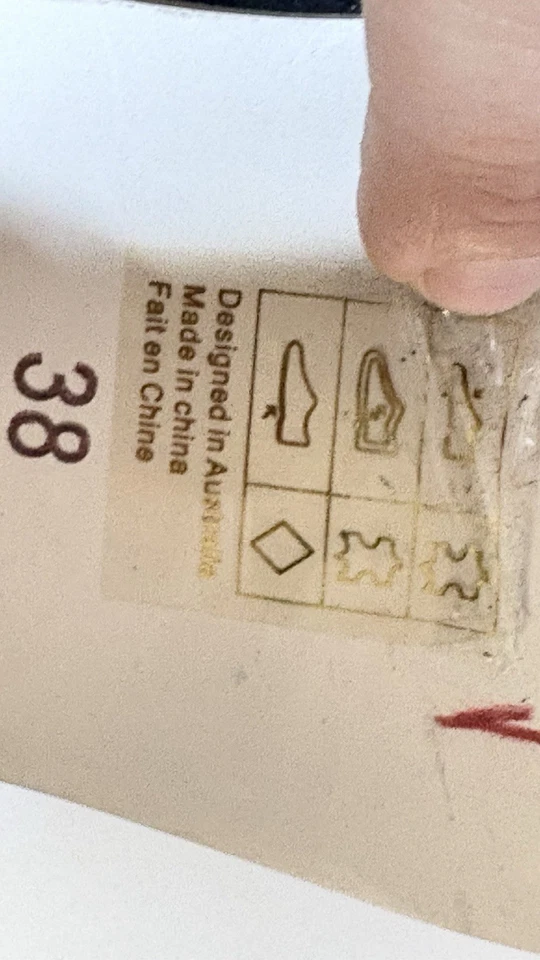 Designed in Australia
Made in china
Fait en Chine
38